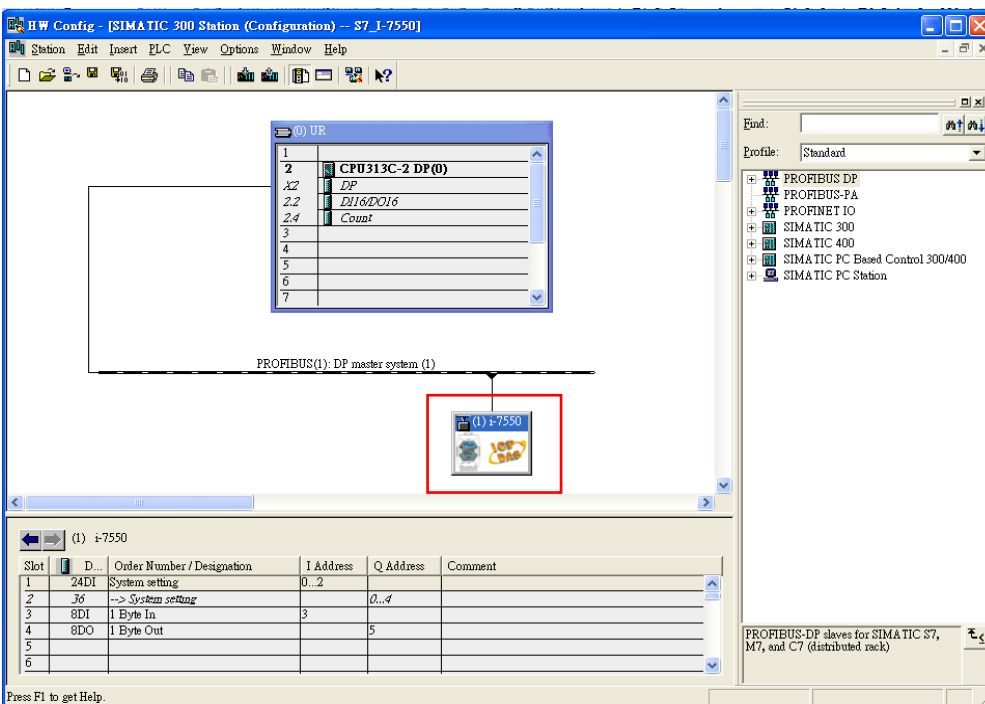 HW Config - [SIMATIC 300 Station (Configuration) -- S7_I-7550]
Station Edit Insert PLC View Options Window Help
(0) UR
1
2 CPU313C-2 DP(0)
X2 DP
2.2 DI16/DO16
2.4 Count
3
4
5
6
7
PROFIBUS(1): DP master system (1)
(1) i-7550
ICP
DAS
Find:
Profile: Standard
PROFIBUS DP
PROFIBUS-PA
PROFINET IO
SIMATIC 300
SIMATIC 400
SIMATIC PC Based Control 300/400
SIMATIC PC Station
PROFIBUS-DP slaves for SIMATIC S7,
M7, and C7 (distributed rack)
(1) i-7550
Slot D... Order Number / Designation I Address Q Address Comment
1 24DI System setting 0...2
2 36 --> System setting 0...4
3 8DI 1 Byte In 3
4 8DO 1 Byte Out 5
5
6
Press F1 to get Help.